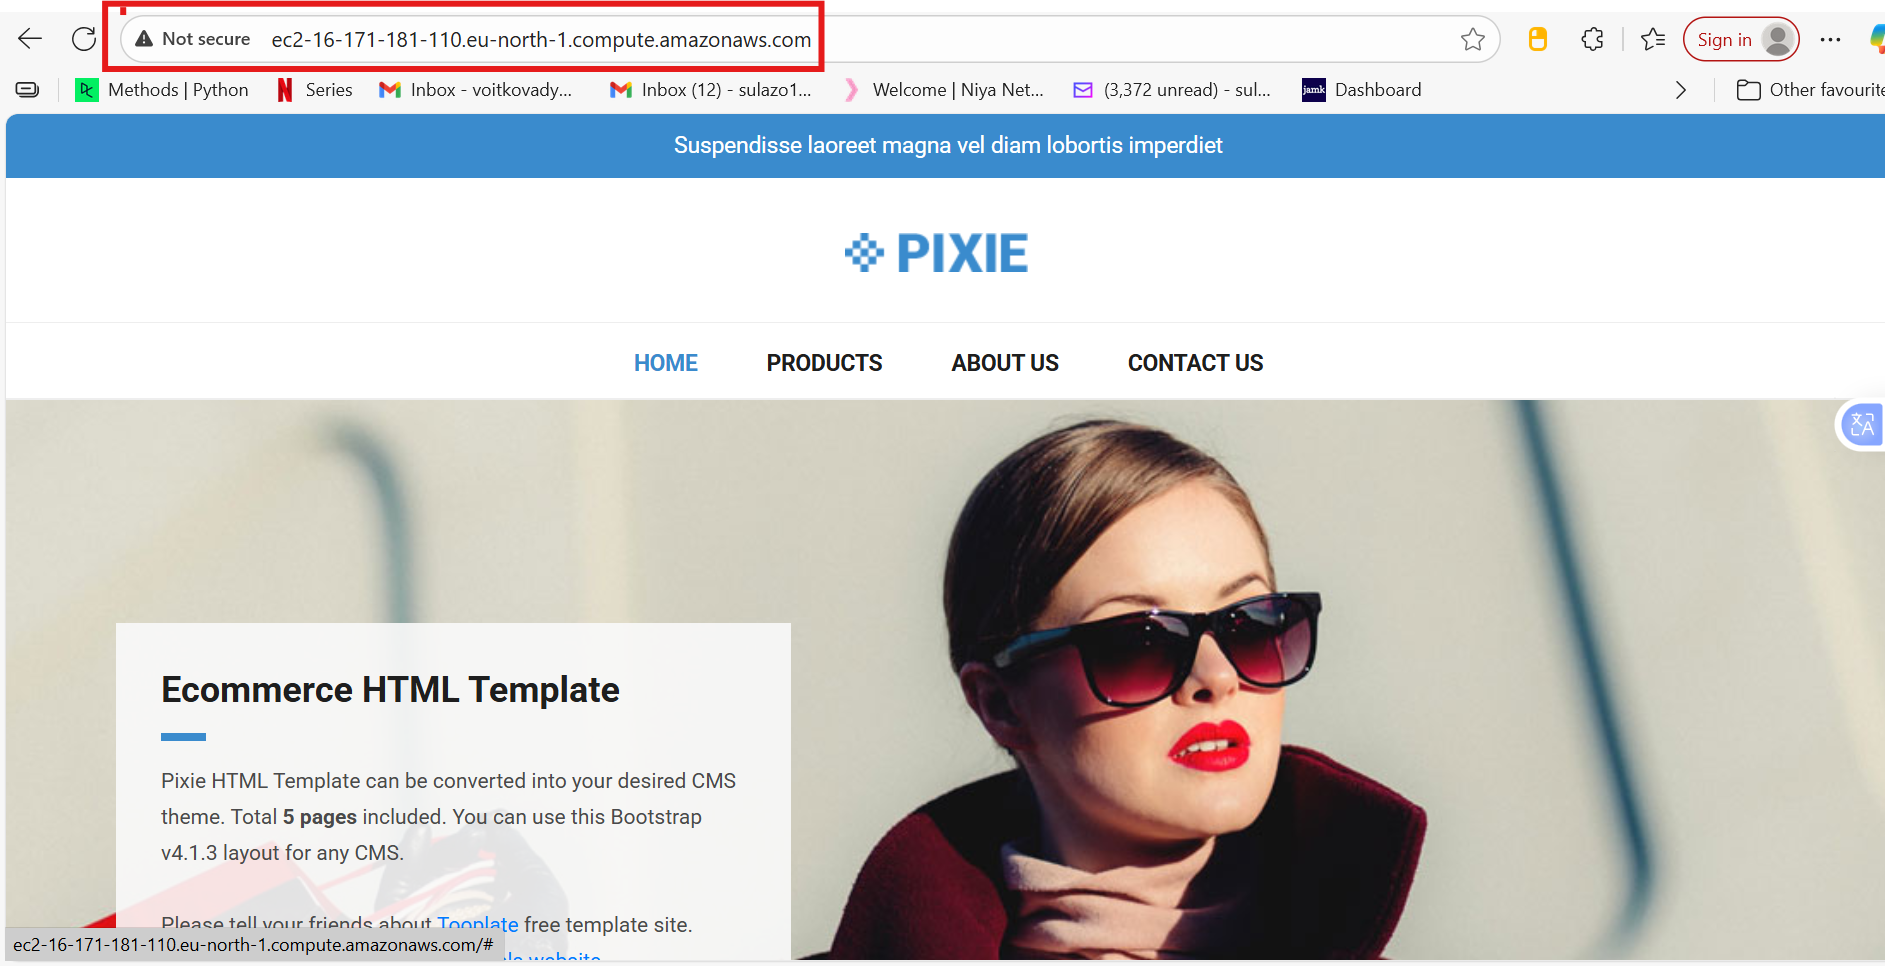 Not secure ec2-16-171-181-110.eu-north-1.compute.amazonaws.com
Sign in
Methods | Python
Series
Inbox - voitkovady...
Inbox (12) - sulazo1...
Welcome | Niya Net...
(3,372 unread) - sul...
jamk Dashboard
Other favourite
Suspendisse laoreet magna vel diam lobortis imperdiet
PIXIE
HOME PRODUCTS ABOUT US CONTACT US
Ecommerce HTML Template
Pixie HTML Template can be converted into your desired CMS
theme. Total 5 pages included. You can use this Bootstrap
v4.1.3 layout for any CMS.
Please tell your friends about Tooplate free template site.
website.
ec2-16-171-181-110.eu-north-1.compute.amazonaws.com/#